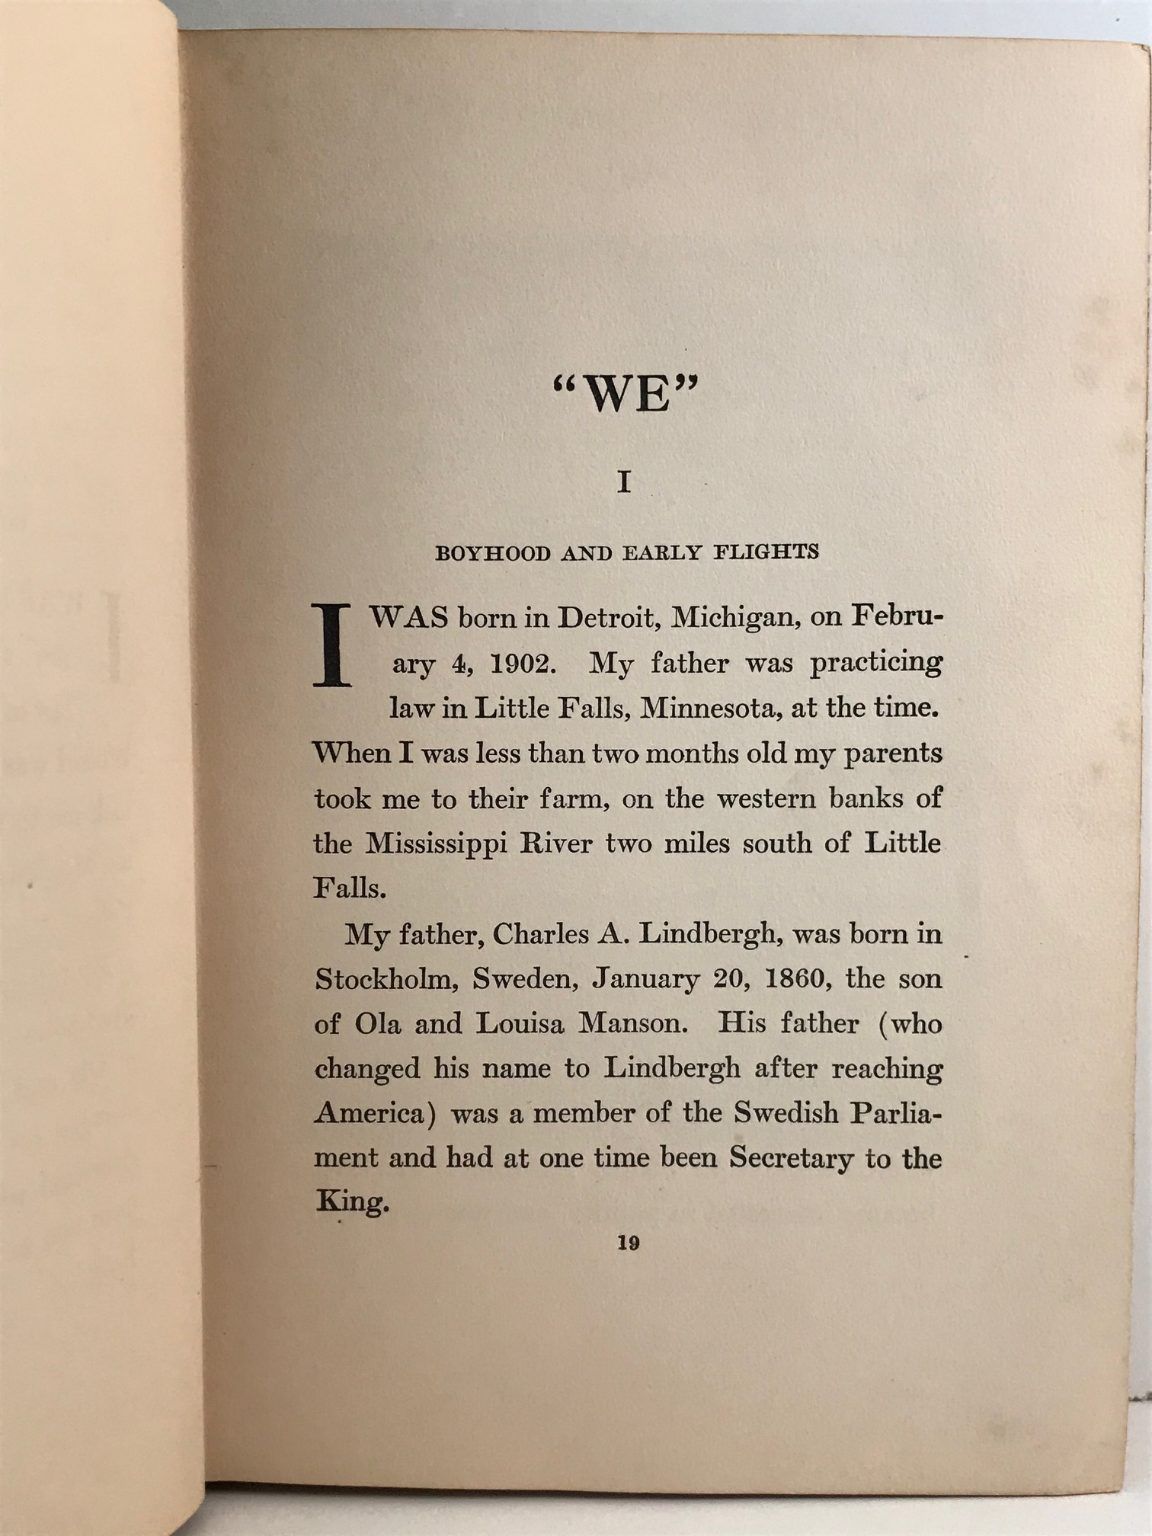 “WE”
I
BOYHOOD AND EARLY FLIGHTS
I WAS born in Detroit, Michigan, on Febru-
ary 4, 1902. My father was practicing
law in Little Falls, Minnesota, at the time.
When I was less than two months old my parents
took me to their farm, on the western banks of
the Mississippi River two miles south of Little
Falls.
My father, Charles A. Lindbergh, was born in
Stockholm, Sweden, January 20, 1860, the son
of Ola and Louisa Manson. His father (who
changed his name to Lindbergh after reaching
America) was a member of the Swedish Parlia-
ment and had at one time been Secretary to the
King.
19